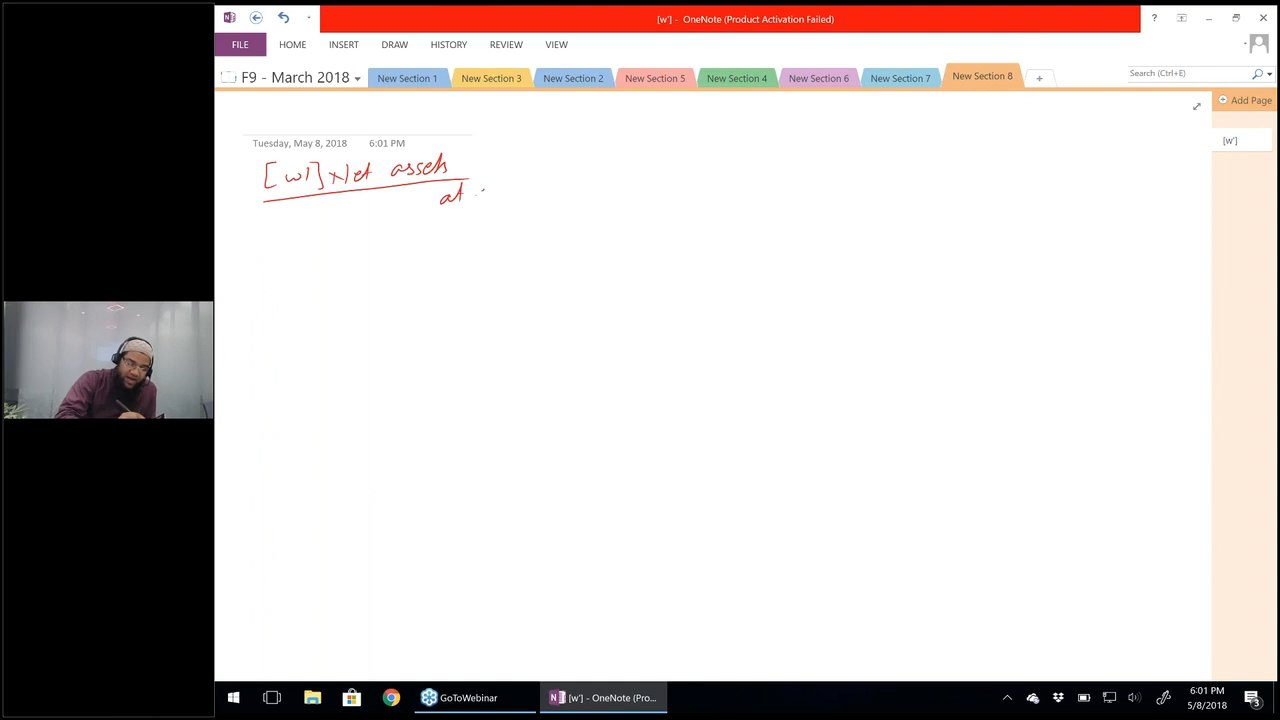 [w'] - OneNote (Product Activation Failed)
?
FILE HOME INSERT DRAW HISTORY REVIEW VIEW
F9 - March 2018 New Section 1 New Section 3 New Section 2 New Section 5 New Section 4 New Section 6 New Section 7 New Section 8 + Search (Ctrl+E)
Add Page
[w']
Tuesday, May 8, 2018 6:01 PM
[w1] Net assets
at
GoToWebinar
N [w'] - OneNote (Pro...
6:01 PM
5/8/2018
3